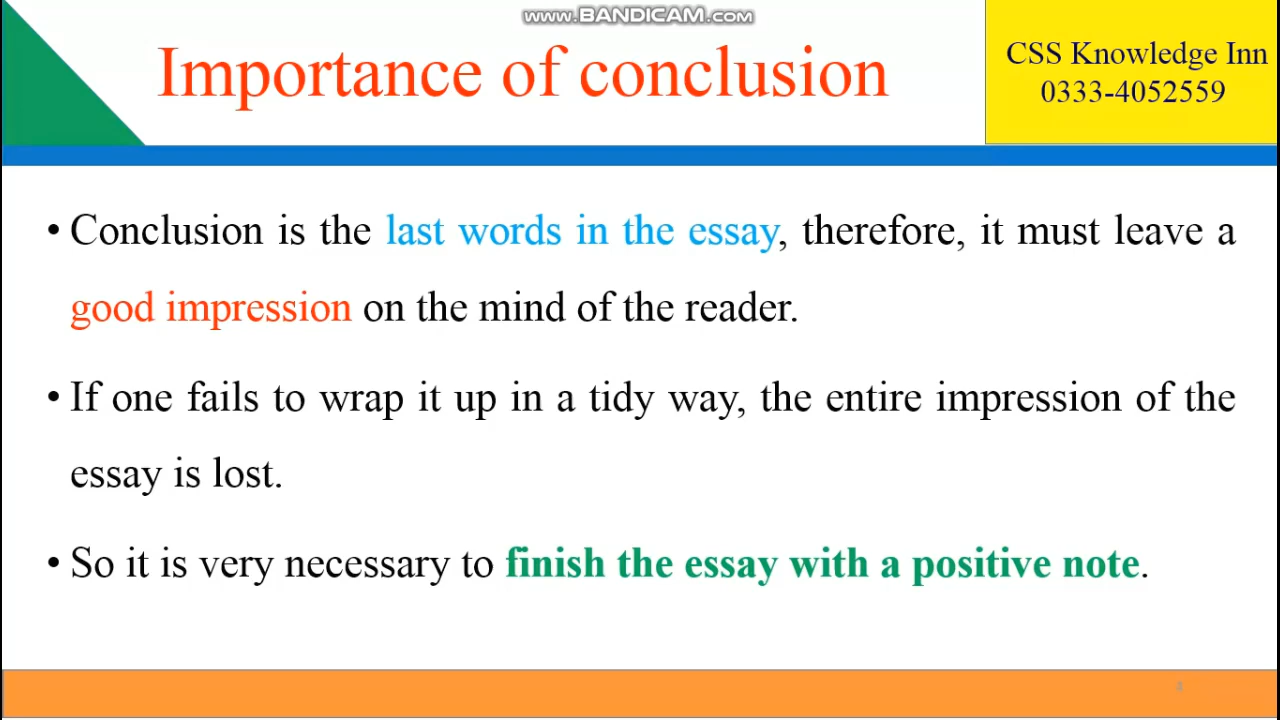 www.BANDICAM.com
Importance of conclusion
CSS Knowledge Inn
0333-4052559
• Conclusion is the last words in the essay, therefore, it must leave a
good impression on the mind of the reader.
• If one fails to wrap it up in a tidy way, the entire impression of the
essay is lost.
• So it is very necessary to finish the essay with a positive note.